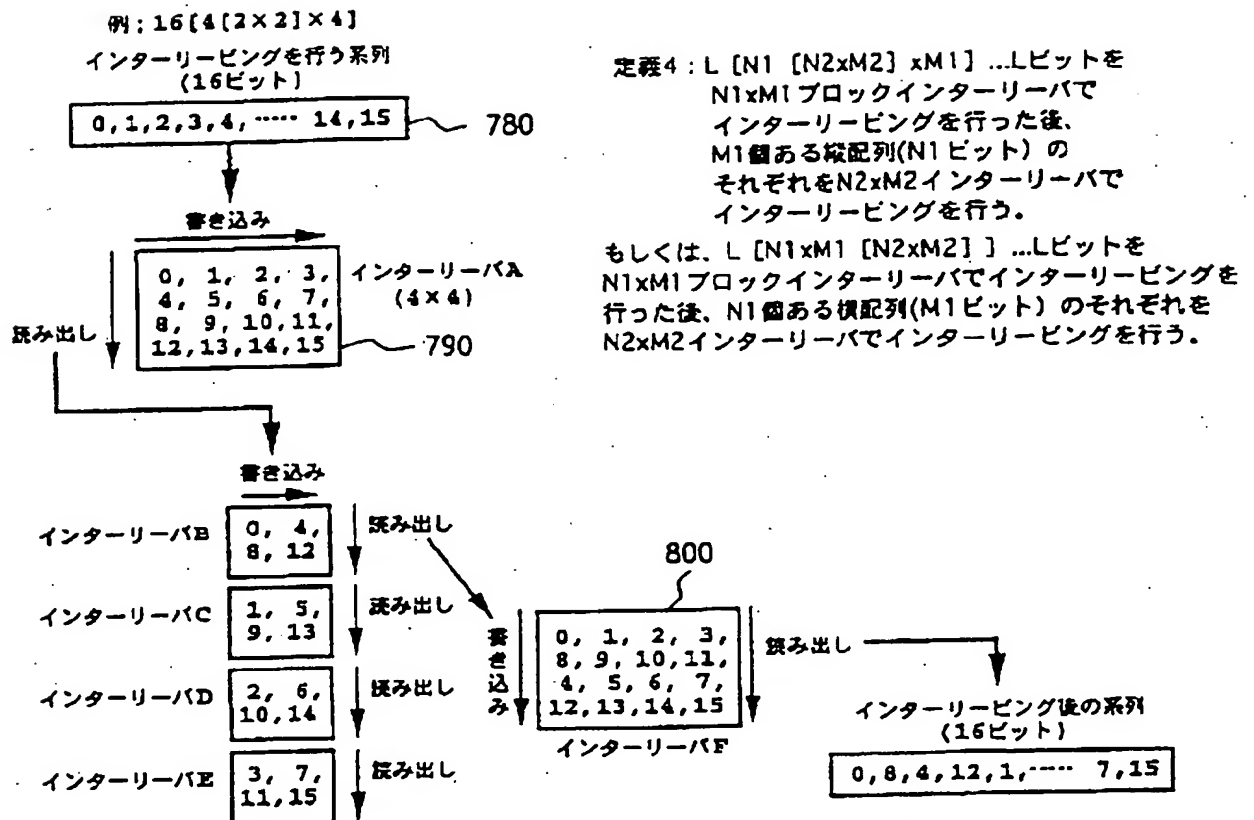 例：16[4[2×2]×4]
インターリービングを行う系列
(16ビット)
0,1,2,3,4,····· 14,15
780
書き込み
0, 1, 2, 3,
4, 5, 6, 7,
8, 9, 10,11,
12,13,14,15
インターリーバA
(4×4)
790
読み出し
定義4：L [N1 [N2xM2] xM1] ...Lビットを
N1xM1ブロックインターリーバで
インターリービングを行った後、
M1個ある縦配列(N1ビット）の
それぞれをN2xM2インターリーバで
インターリービングを行う。
もしくは、L [N1xM1 [N2xM2] ] ...Lビットを
N1xM1ブロックインターリーバでインターリービングを
行った後、N1個ある横配列(M1ビット）のそれぞれを
N2xM2インターリーバでインターリービングを行う。
書き込み
インターリーバB
0, 4,
8, 12
読み出し
インターリーバC
1, 5,
9, 13
読み出し
インターリーバD
2, 6,
10,14
読み出し
インターリーバE
3, 7,
11,15
読み出し
800
書き込み
0, 1, 2, 3,
8, 9, 10,11,
4, 5, 6, 7,
12,13,14,15
読み出し
インターリーバF
インターリービング後の系列
(16ビット)
0,8,4,12,1,····· 7,15